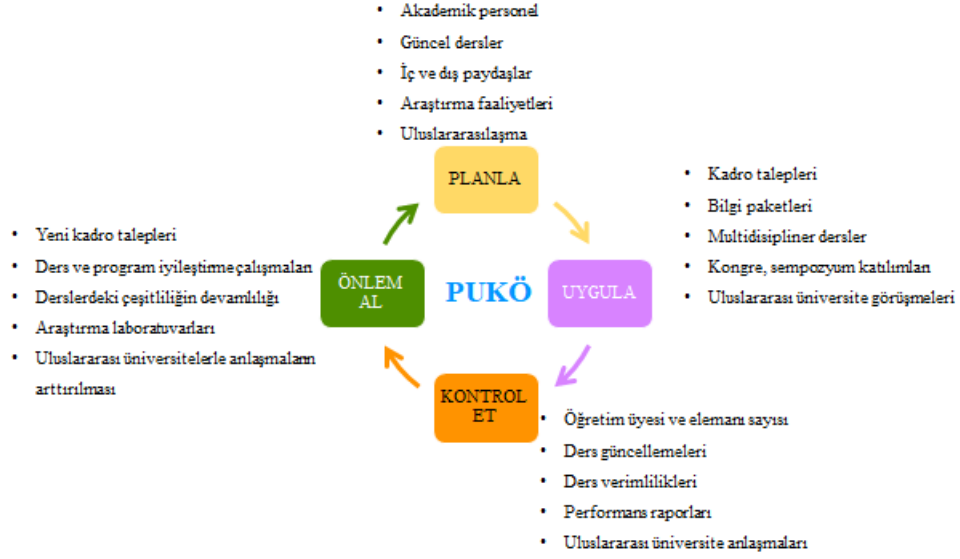 • Akademik personel
• Güncel dersler
• İç ve dış paydaşlar
• Araştırma faaliyetleri
• Uluslararasılaşma
PLANLA
• Kadro talepleri
• Bilgi paketleri
• Multidisipliner dersler
• Kongre, sempozyum katılımları
• Uluslararası üniversite görüşmeleri
UYGULA
PUKÖ
• Yeni kadro talepleri
• Ders ve program iyileştirme çalışmaları
• Derslerdeki çeşitliliğin devamlılığı
• Araştırma laboratuvarları
• Uluslararası üniversitelerle anlaşmaların
arttırılması
ÖNLEM
AL
KONTROL
ET
• Öğretim üyesi ve elemanı sayısı
• Ders güncellemeleri
• Ders verimlilikleri
• Performans raporları
• Uluslararası üniversite anlaşmaları